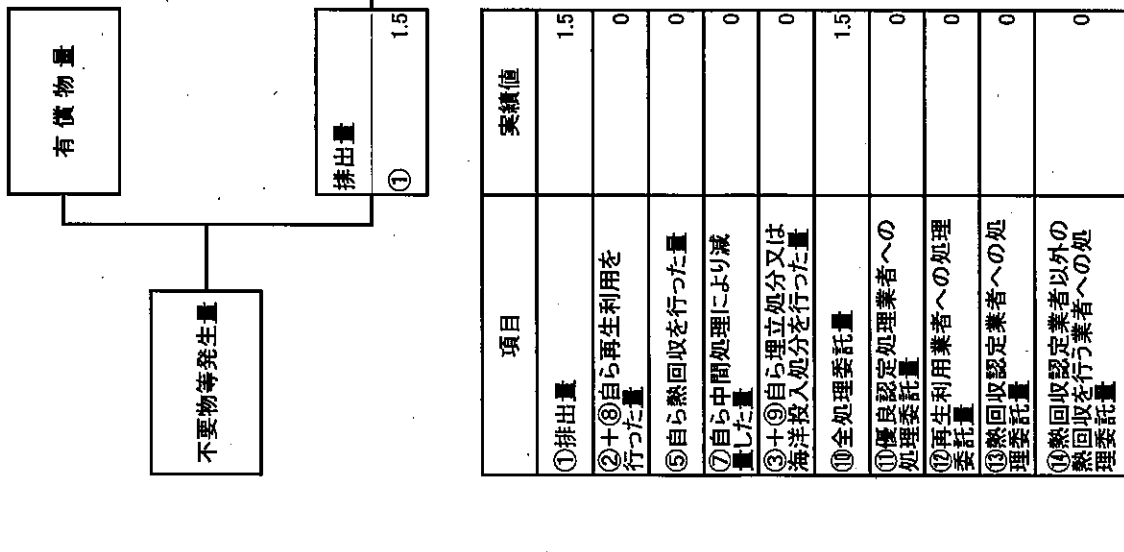 有償物量
不要物等発生量
排出量
① 1.5
項目 実績値
①排出量 1.5
②+⑧自ら再生利用を
行った量 0
⑤自ら熱回収を行った量 0
⑦自ら中間処理により減
量した量 0
③+⑨自ら埋立処分又は
海洋投入処分を行った量 0
⑩全処理委託量 1.5
⑪優良認定処理業者への
処理委託量 0
⑫再生利用業者への処理
委託量 0
⑬熱回収認定業者への処
理委託量 0
⑭熱回収認定業者以外の
熱回収を行う業者への処
理委託量 0